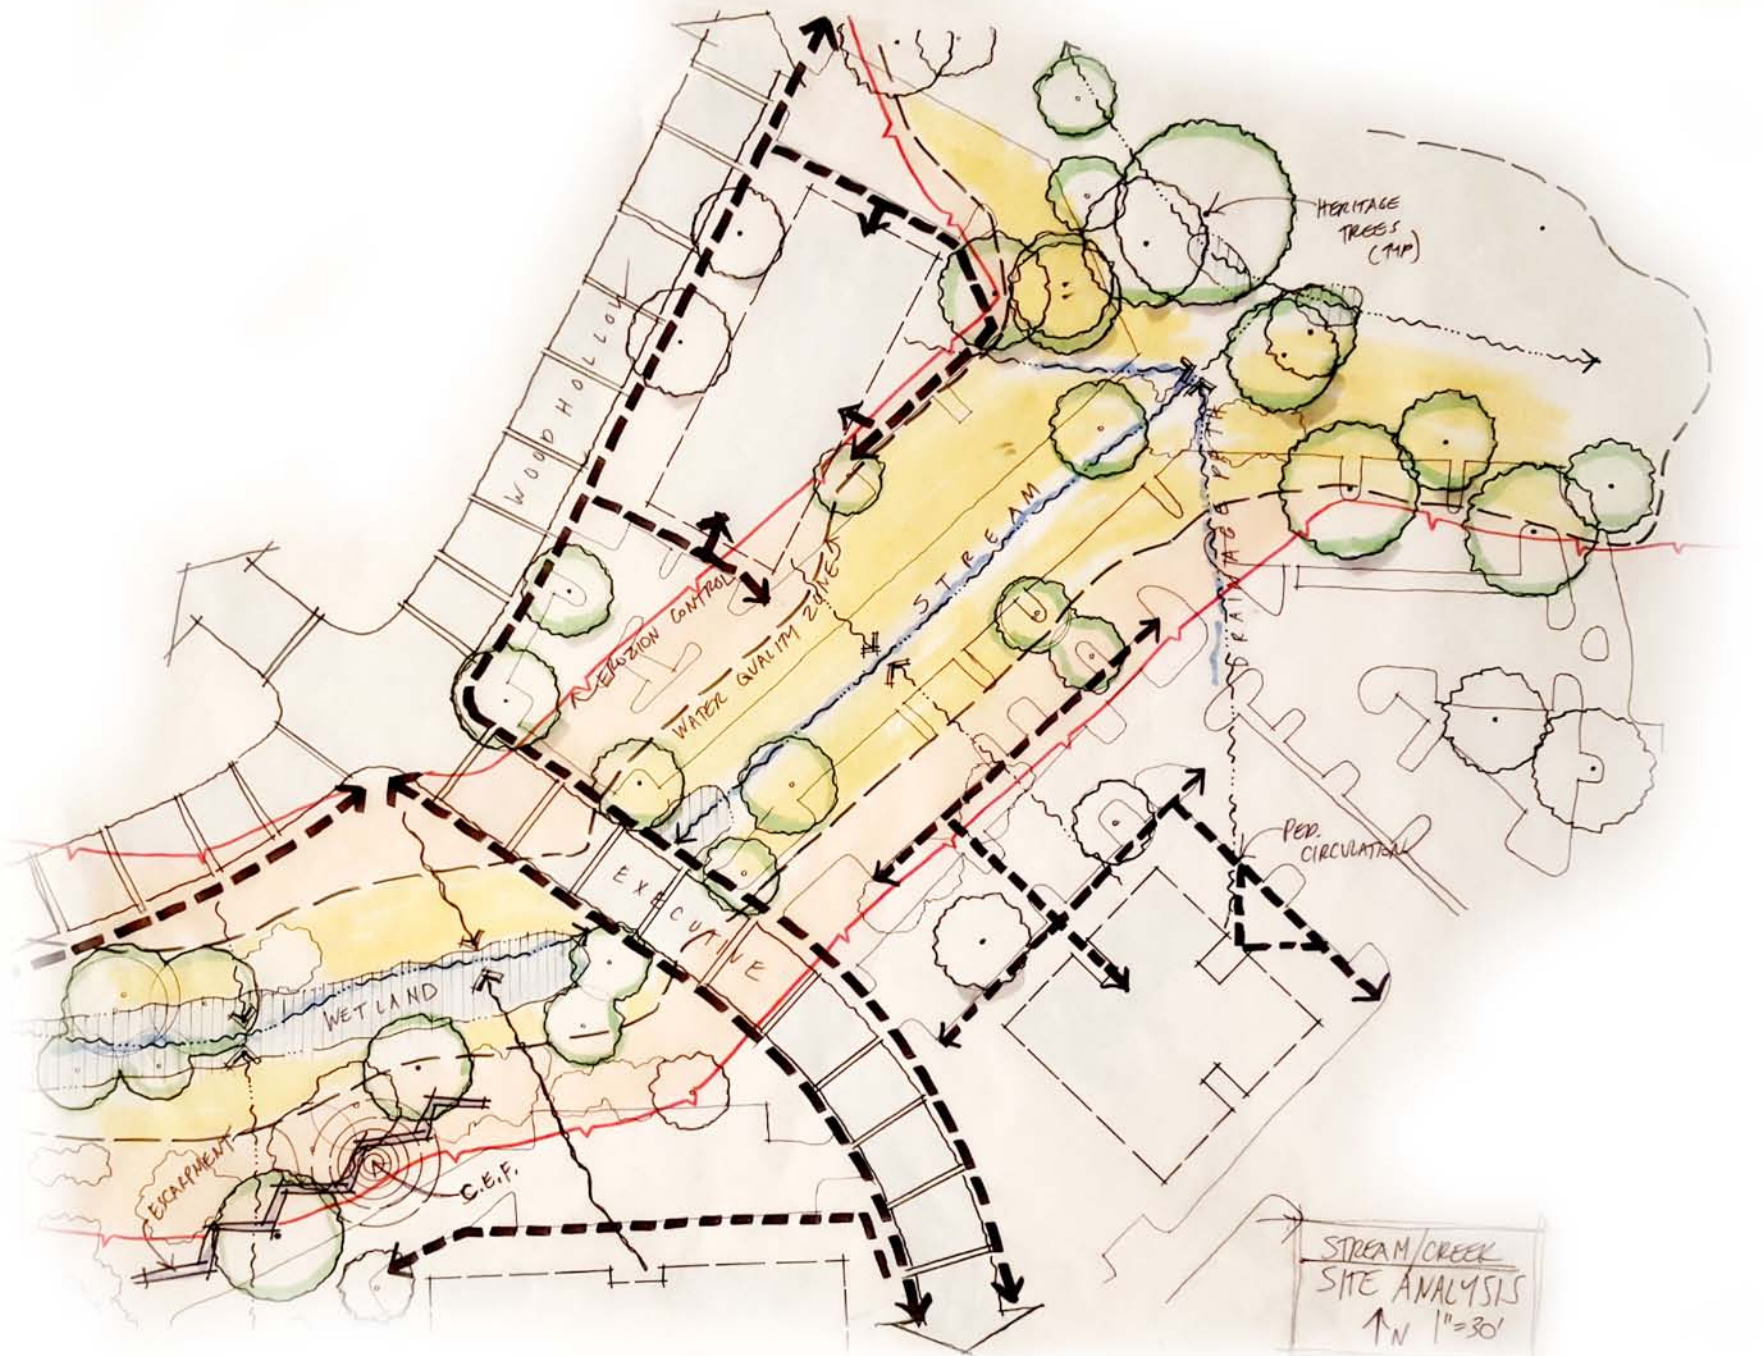 HERITAGE
TREES
(TYP)
WOOD HOLLOW
STREAM
DRAINAGE PATH
EROZION CONTROL
WATER QUALITY ZONE
PED.
CIRCULATION
EXECUTIVE
WETLAND
ESCARPMENT
C.E.F.
STREAM/CREEK
SITE ANALYSIS
↑N 1"=30'